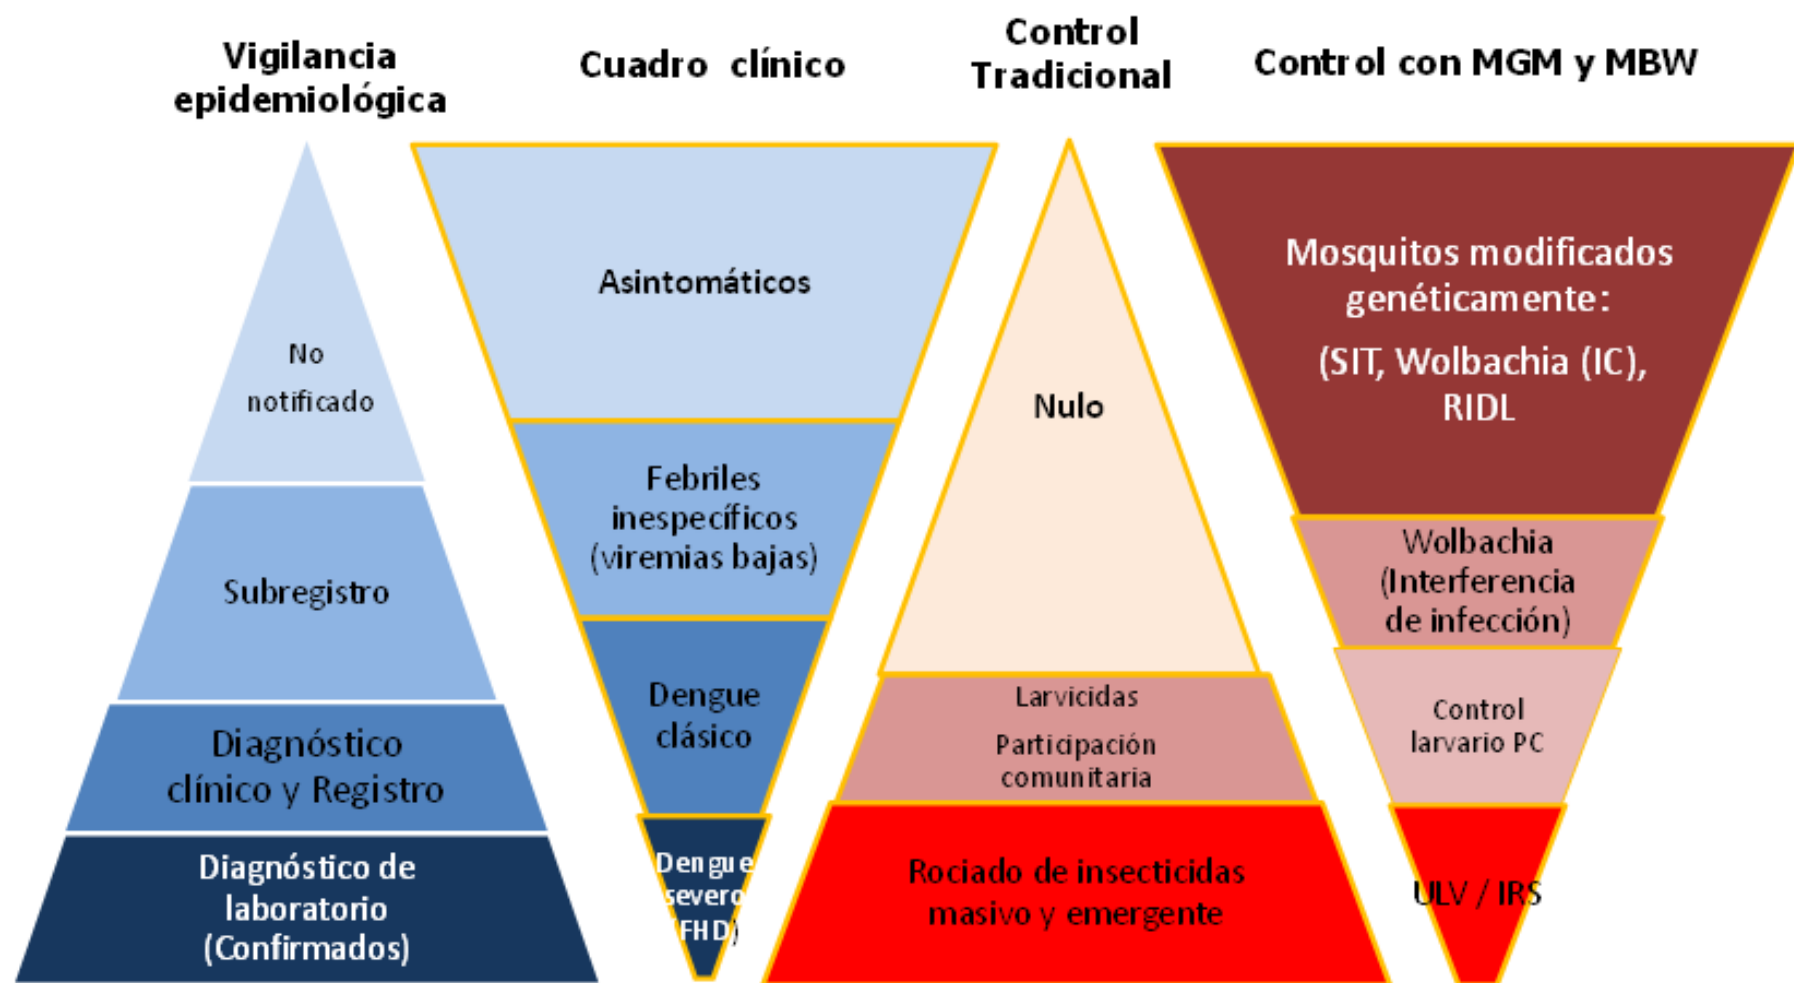 Vigilancia
epidemiológica
No
notificado
Subregistro
Diagnóstico
clínico y Registro
Diagnóstico de
laboratorio
(Confirmados)
Cuadro clínico
Asintomáticos
Febriles
inespecíficos
(viremias bajas)
Dengue
clásico
Dengue
severo
(FHD)
Control
Tradicional
Nulo
Larvicidas
Participación
comunitaria
Rociado de insecticidas
masivo y emergente
Control con MGM y MBW
Mosquitos modificados
genéticamente:
(SIT, Wolbachia (IC),
RIDL
Wolbachia
(Interferencia
de infección)
Control
larvario PC
ULV / IRS